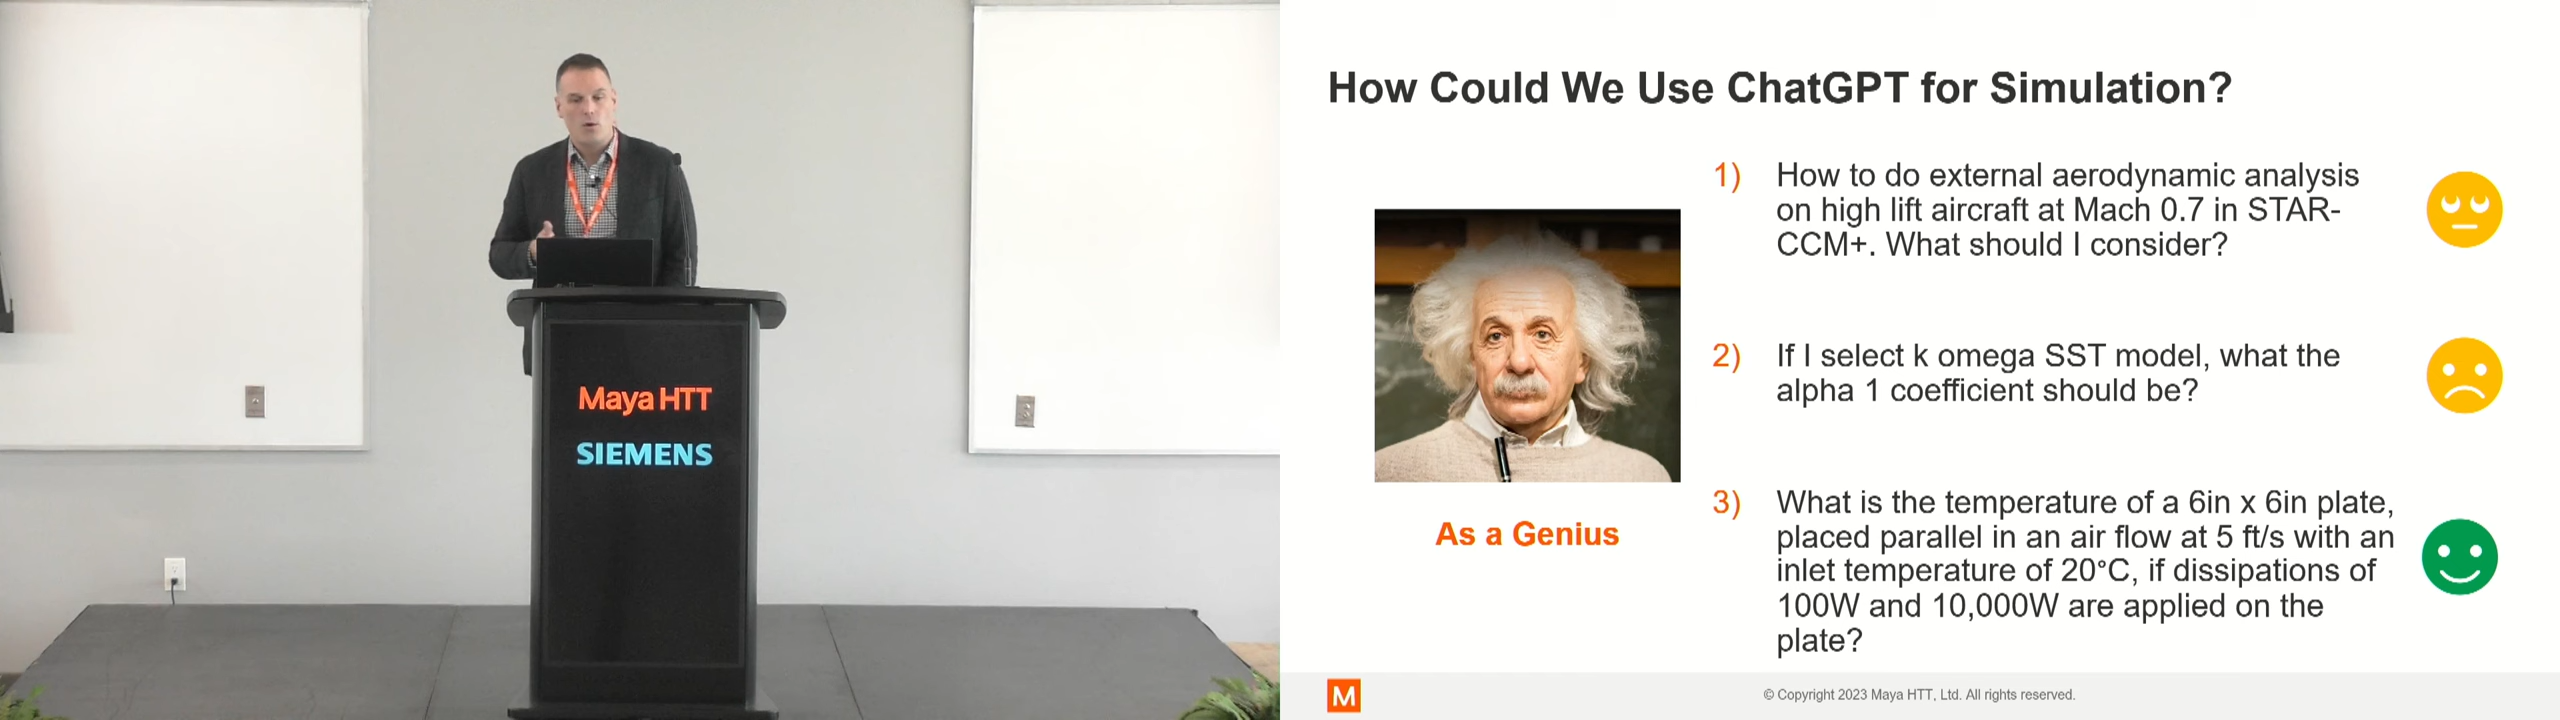 Maya HTT
SIEMENS
How Could We Use ChatGPT for Simulation?
As a Genius
1) How to do external aerodynamic analysis
on high lift aircraft at Mach 0.7 in STAR-
CCM+. What should I consider?
2) If I select k omega SST model, what the
alpha 1 coefficient should be?
3) What is the temperature of a 6in x 6in plate,
placed parallel in an air flow at 5 ft/s with an
inlet temperature of 20°C, if dissipations of
100W and 10,000W are applied on the
plate?
M
© Copyright 2023 Maya HTT, Ltd. All rights reserved.